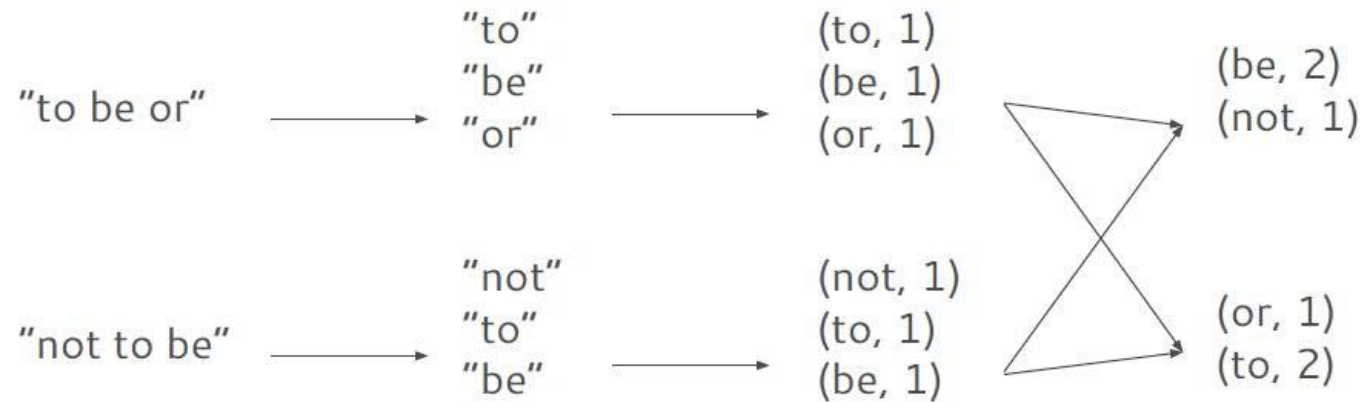 "to be or"
"to"
"be"
"or"
(to, 1)
(be, 1)
(or, 1)
(be, 2)
(not, 1)
"not to be"
"not"
"to"
"be"
(not, 1)
(to, 1)
(be, 1)
(or, 1)
(to, 2)